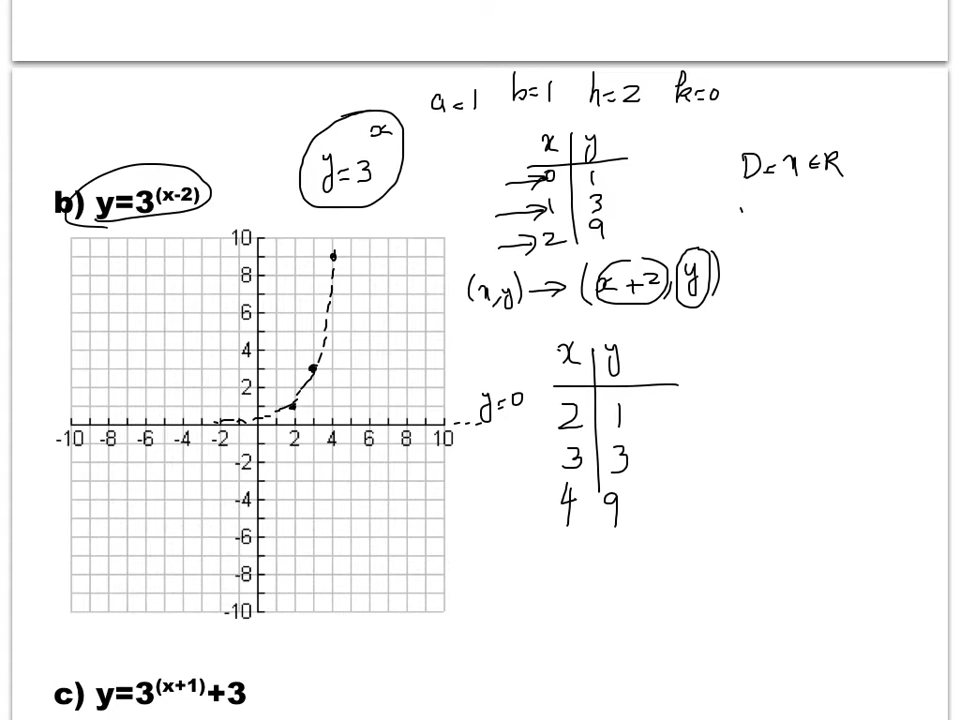 a=1 b=1 h=2 k=0
y=3^x
x | y
0 | 1
1 | 3
2 | 9
D=x∈R
b) y=3^(x-2)
(x,y) → (x+2, y)
10
8
6
4
2
-10 -8 -6 -4 -2 2 4 6 8 10
-2
-4
-6
-8
-10
y=0
x | y
2 | 1
3 | 3
4 | 9
c) y=3^(x+1)+3